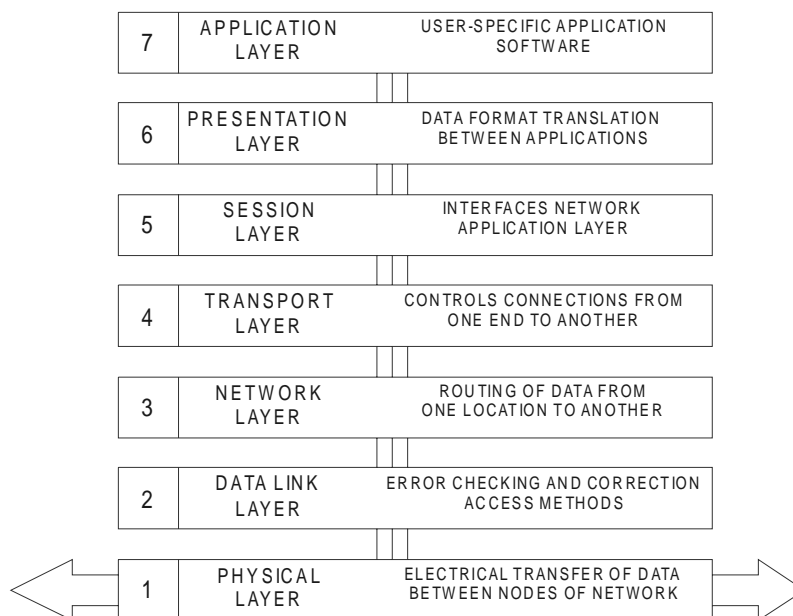 7
APPLICATION
LAYER
USER-SPECIFIC APPLICATION
SOFTWARE
6
PRESENTATION
LAYER
DATA FORMAT TRANSLATION
BETWEEN APPLICATIONS
5
SESSION
LAYER
INTERFACES NETWORK
APPLICATION LAYER
4
TRANSPORT
LAYER
CONTROLS CONNECTIONS FROM
ONE END TO ANOTHER
3
NETWORK
LAYER
ROUTING OF DATA FROM
ONE LOCATION TO ANOTHER
2
DATA LINK
LAYER
ERROR CHECKING AND CORRECTION
ACCESS METHODS
1
PHYSICAL
LAYER
ELECTRICAL TRANSFER OF DATA
BETWEEN NODES OF NETWORK